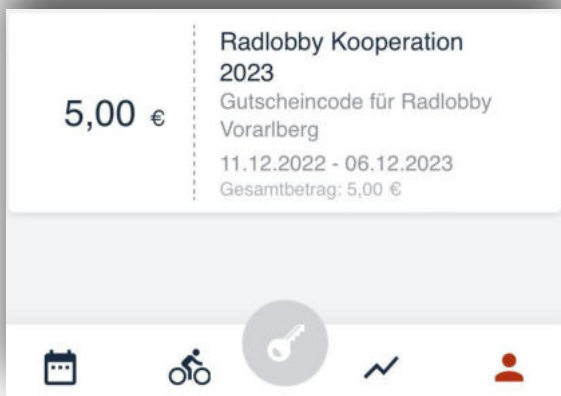 Radlobby Kooperation
2023
5,00 €
Gutscheincode für Radlobby
Vorarlberg
11.12.2022 - 06.12.2023
Gesamtbetrag: 5,00 €